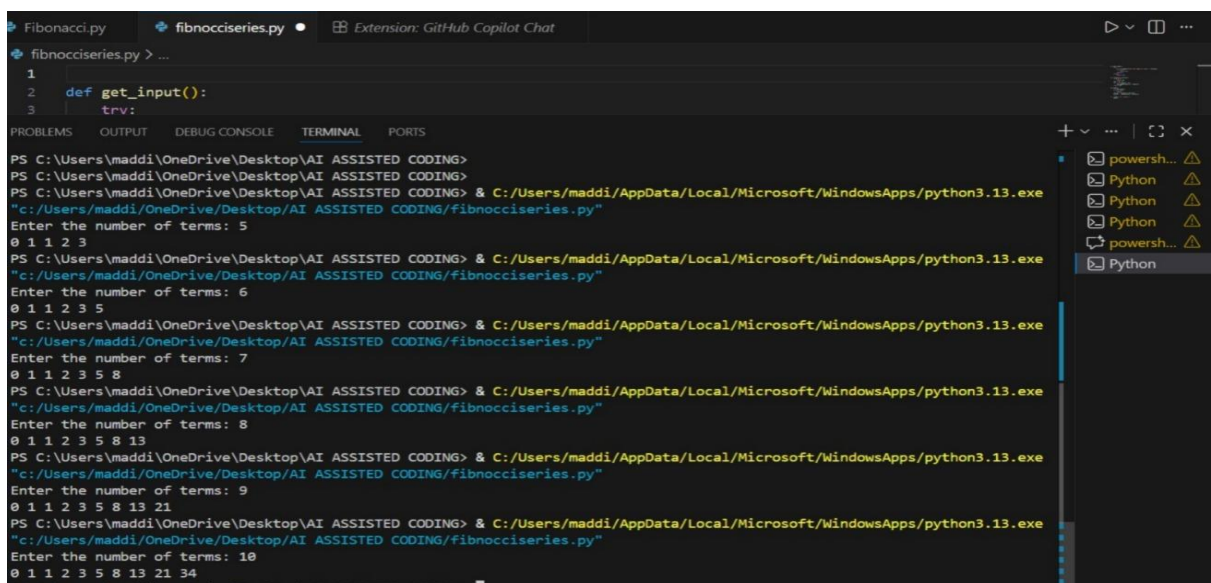 Fibonacci.py fibnocciseries.py Extension: GitHub Copilot Chat
fibnocciseries.py > ...
1
2 def get_input():
3 try:
PROBLEMS OUTPUT DEBUG CONSOLE TERMINAL PORTS
PS C:\Users\maddi\OneDrive\Desktop\AI ASSISTED CODING>
PS C:\Users\maddi\OneDrive\Desktop\AI ASSISTED CODING>
PS C:\Users\maddi\OneDrive\Desktop\AI ASSISTED CODING> & C:/Users/maddi/AppData/Local/Microsoft/WindowsApps/python3.13.exe
"c:/Users/maddi/OneDrive/Desktop/AI ASSISTED CODING/fibnocciseries.py"
Enter the number of terms: 5
0 1 1 2 3
PS C:\Users\maddi\OneDrive\Desktop\AI ASSISTED CODING> & C:/Users/maddi/AppData/Local/Microsoft/WindowsApps/python3.13.exe
"c:/Users/maddi/OneDrive/Desktop/AI ASSISTED CODING/fibnocciseries.py"
Enter the number of terms: 6
0 1 1 2 3 5
PS C:\Users\maddi\OneDrive\Desktop\AI ASSISTED CODING> & C:/Users/maddi/AppData/Local/Microsoft/WindowsApps/python3.13.exe
"c:/Users/maddi/OneDrive/Desktop/AI ASSISTED CODING/fibnocciseries.py"
Enter the number of terms: 7
0 1 1 2 3 5 8
PS C:\Users\maddi\OneDrive\Desktop\AI ASSISTED CODING> & C:/Users/maddi/AppData/Local/Microsoft/WindowsApps/python3.13.exe
"c:/Users/maddi/OneDrive/Desktop/AI ASSISTED CODING/fibnocciseries.py"
Enter the number of terms: 8
0 1 1 2 3 5 8 13
PS C:\Users\maddi\OneDrive\Desktop\AI ASSISTED CODING> & C:/Users/maddi/AppData/Local/Microsoft/WindowsApps/python3.13.exe
"c:/Users/maddi/OneDrive/Desktop/AI ASSISTED CODING/fibnocciseries.py"
Enter the number of terms: 9
0 1 1 2 3 5 8 13 21
PS C:\Users\maddi\OneDrive\Desktop\AI ASSISTED CODING> & C:/Users/maddi/AppData/Local/Microsoft/WindowsApps/python3.13.exe
"c:/Users/maddi/OneDrive/Desktop/AI ASSISTED CODING/fibnocciseries.py"
Enter the number of terms: 10
0 1 1 2 3 5 8 13 21 34
powersh...
Python
Python
Python
powersh...
Python